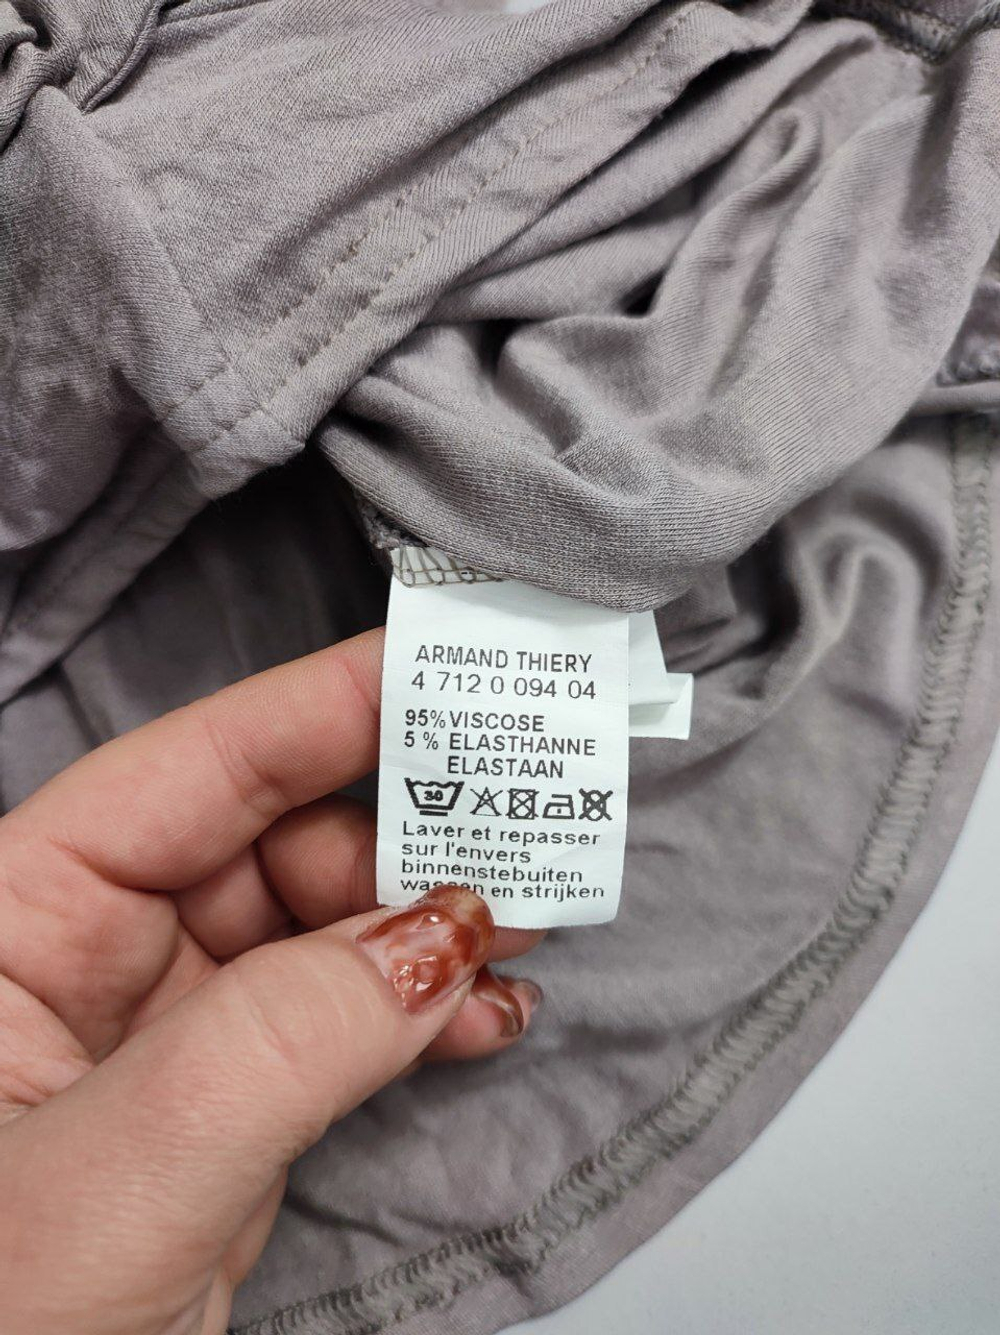 ARMAND THIERY
4 712 0 094 04
95% VISCOSE
5 % ELASTHANNE
ELASTAAN
30
Laver et repasser
sur l'envers
binnenstebuiten
wassen en strijken